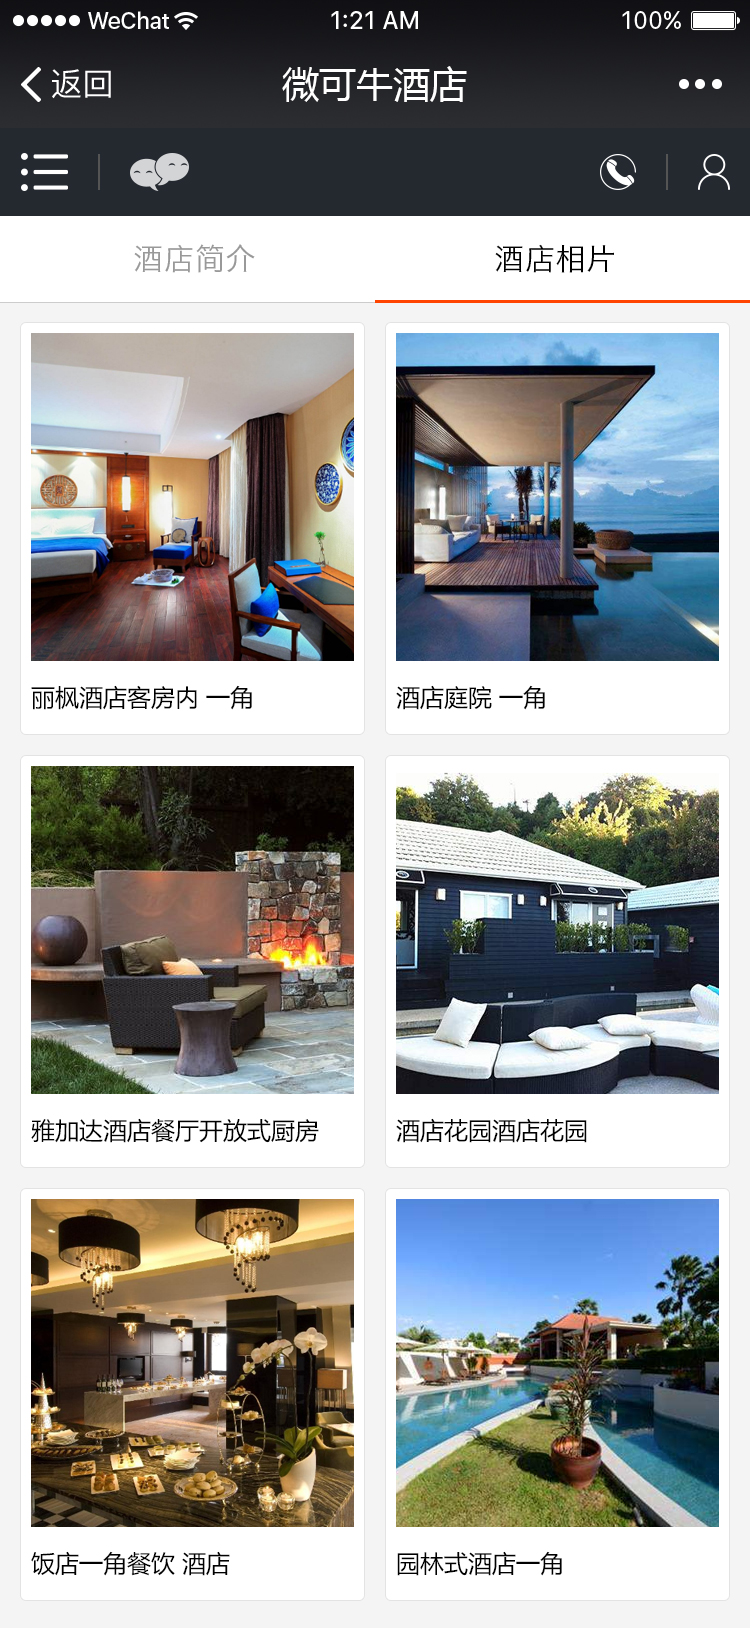 WeChat 1:21 AM 100%
返回 微可牛酒店
酒店简介 酒店相片
丽枫酒店客房内 一角
酒店庭院 一角
雅加达酒店餐厅开放式厨房
酒店花园酒店花园
饭店一角餐饮 酒店
园林式酒店一角